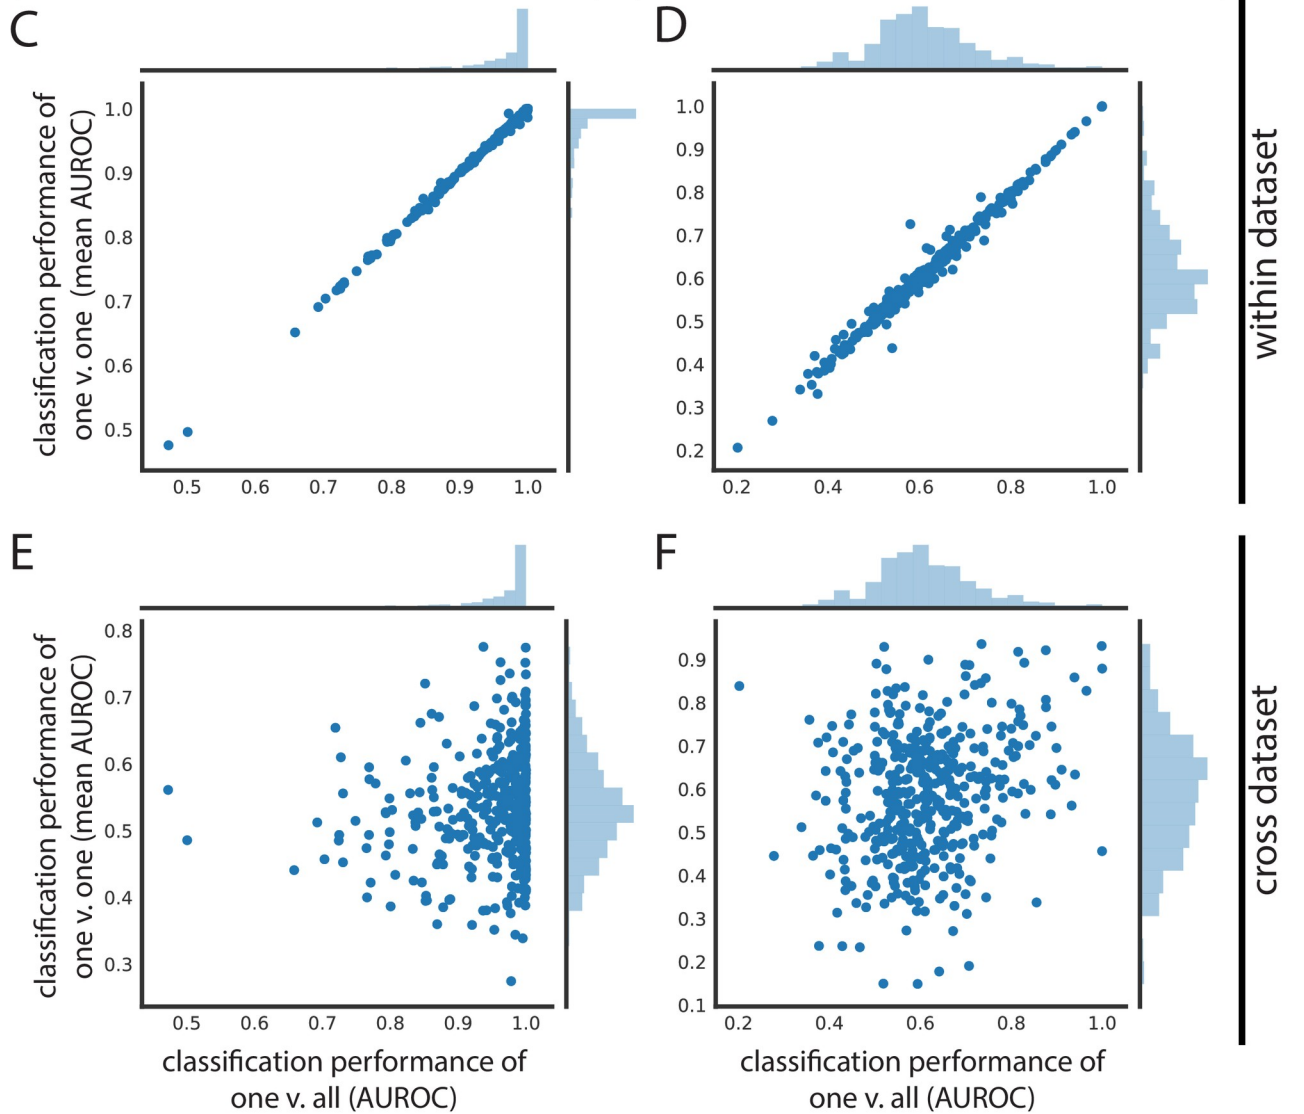 C
classification performance of
one v. one (mean AUROC)
1.0
0.9
0.8
0.7
0.6
0.5
0.5 0.6 0.7 0.8 0.9 1.0
D
1.0
0.9
0.8
0.7
0.6
0.5
0.4
0.3
0.2
0.2 0.4 0.6 0.8 1.0
within dataset
E
classification performance of
one v. one (mean AUROC)
0.8
0.7
0.6
0.5
0.4
0.3
0.5 0.6 0.7 0.8 0.9 1.0
classification performance of
one v. all (AUROC)
F
0.9
0.8
0.7
0.6
0.5
0.4
0.3
0.2
0.1
0.2 0.4 0.6 0.8 1.0
classification performance of
one v. all (AUROC)
cross dataset